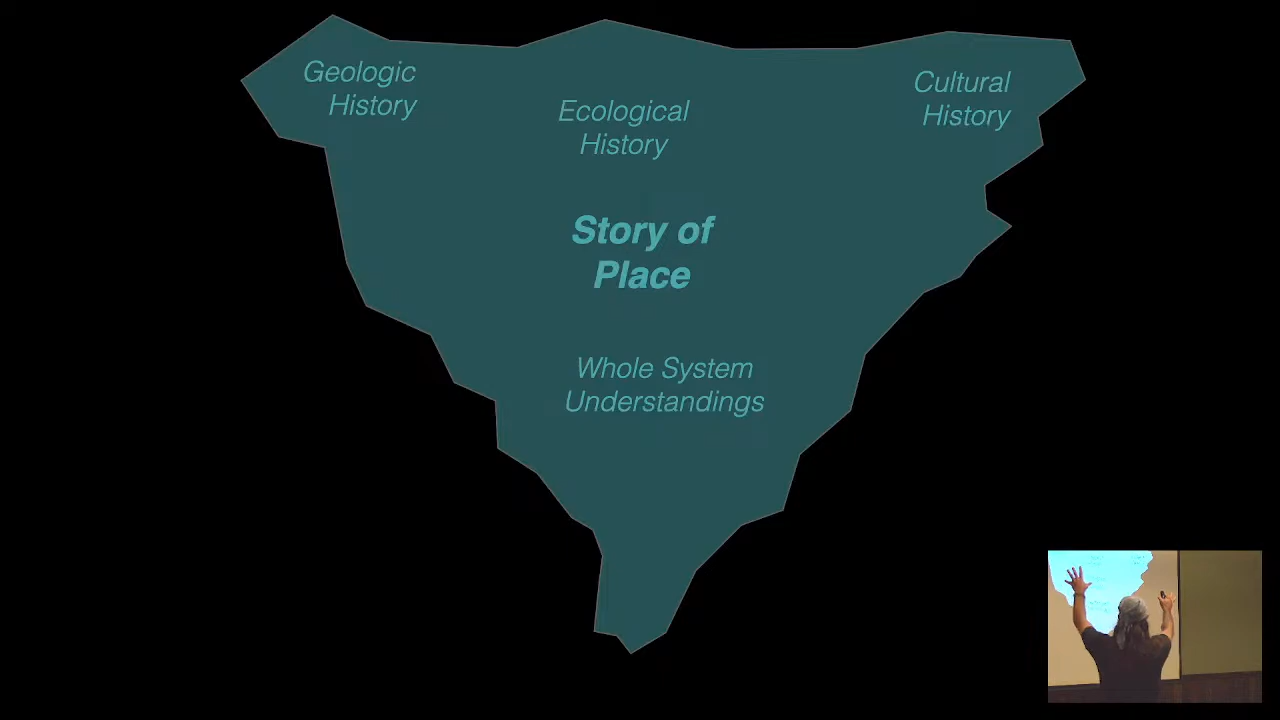 Geologic
History
Ecological
History
Cultural
History
Story of
Place
Whole System
Understandings